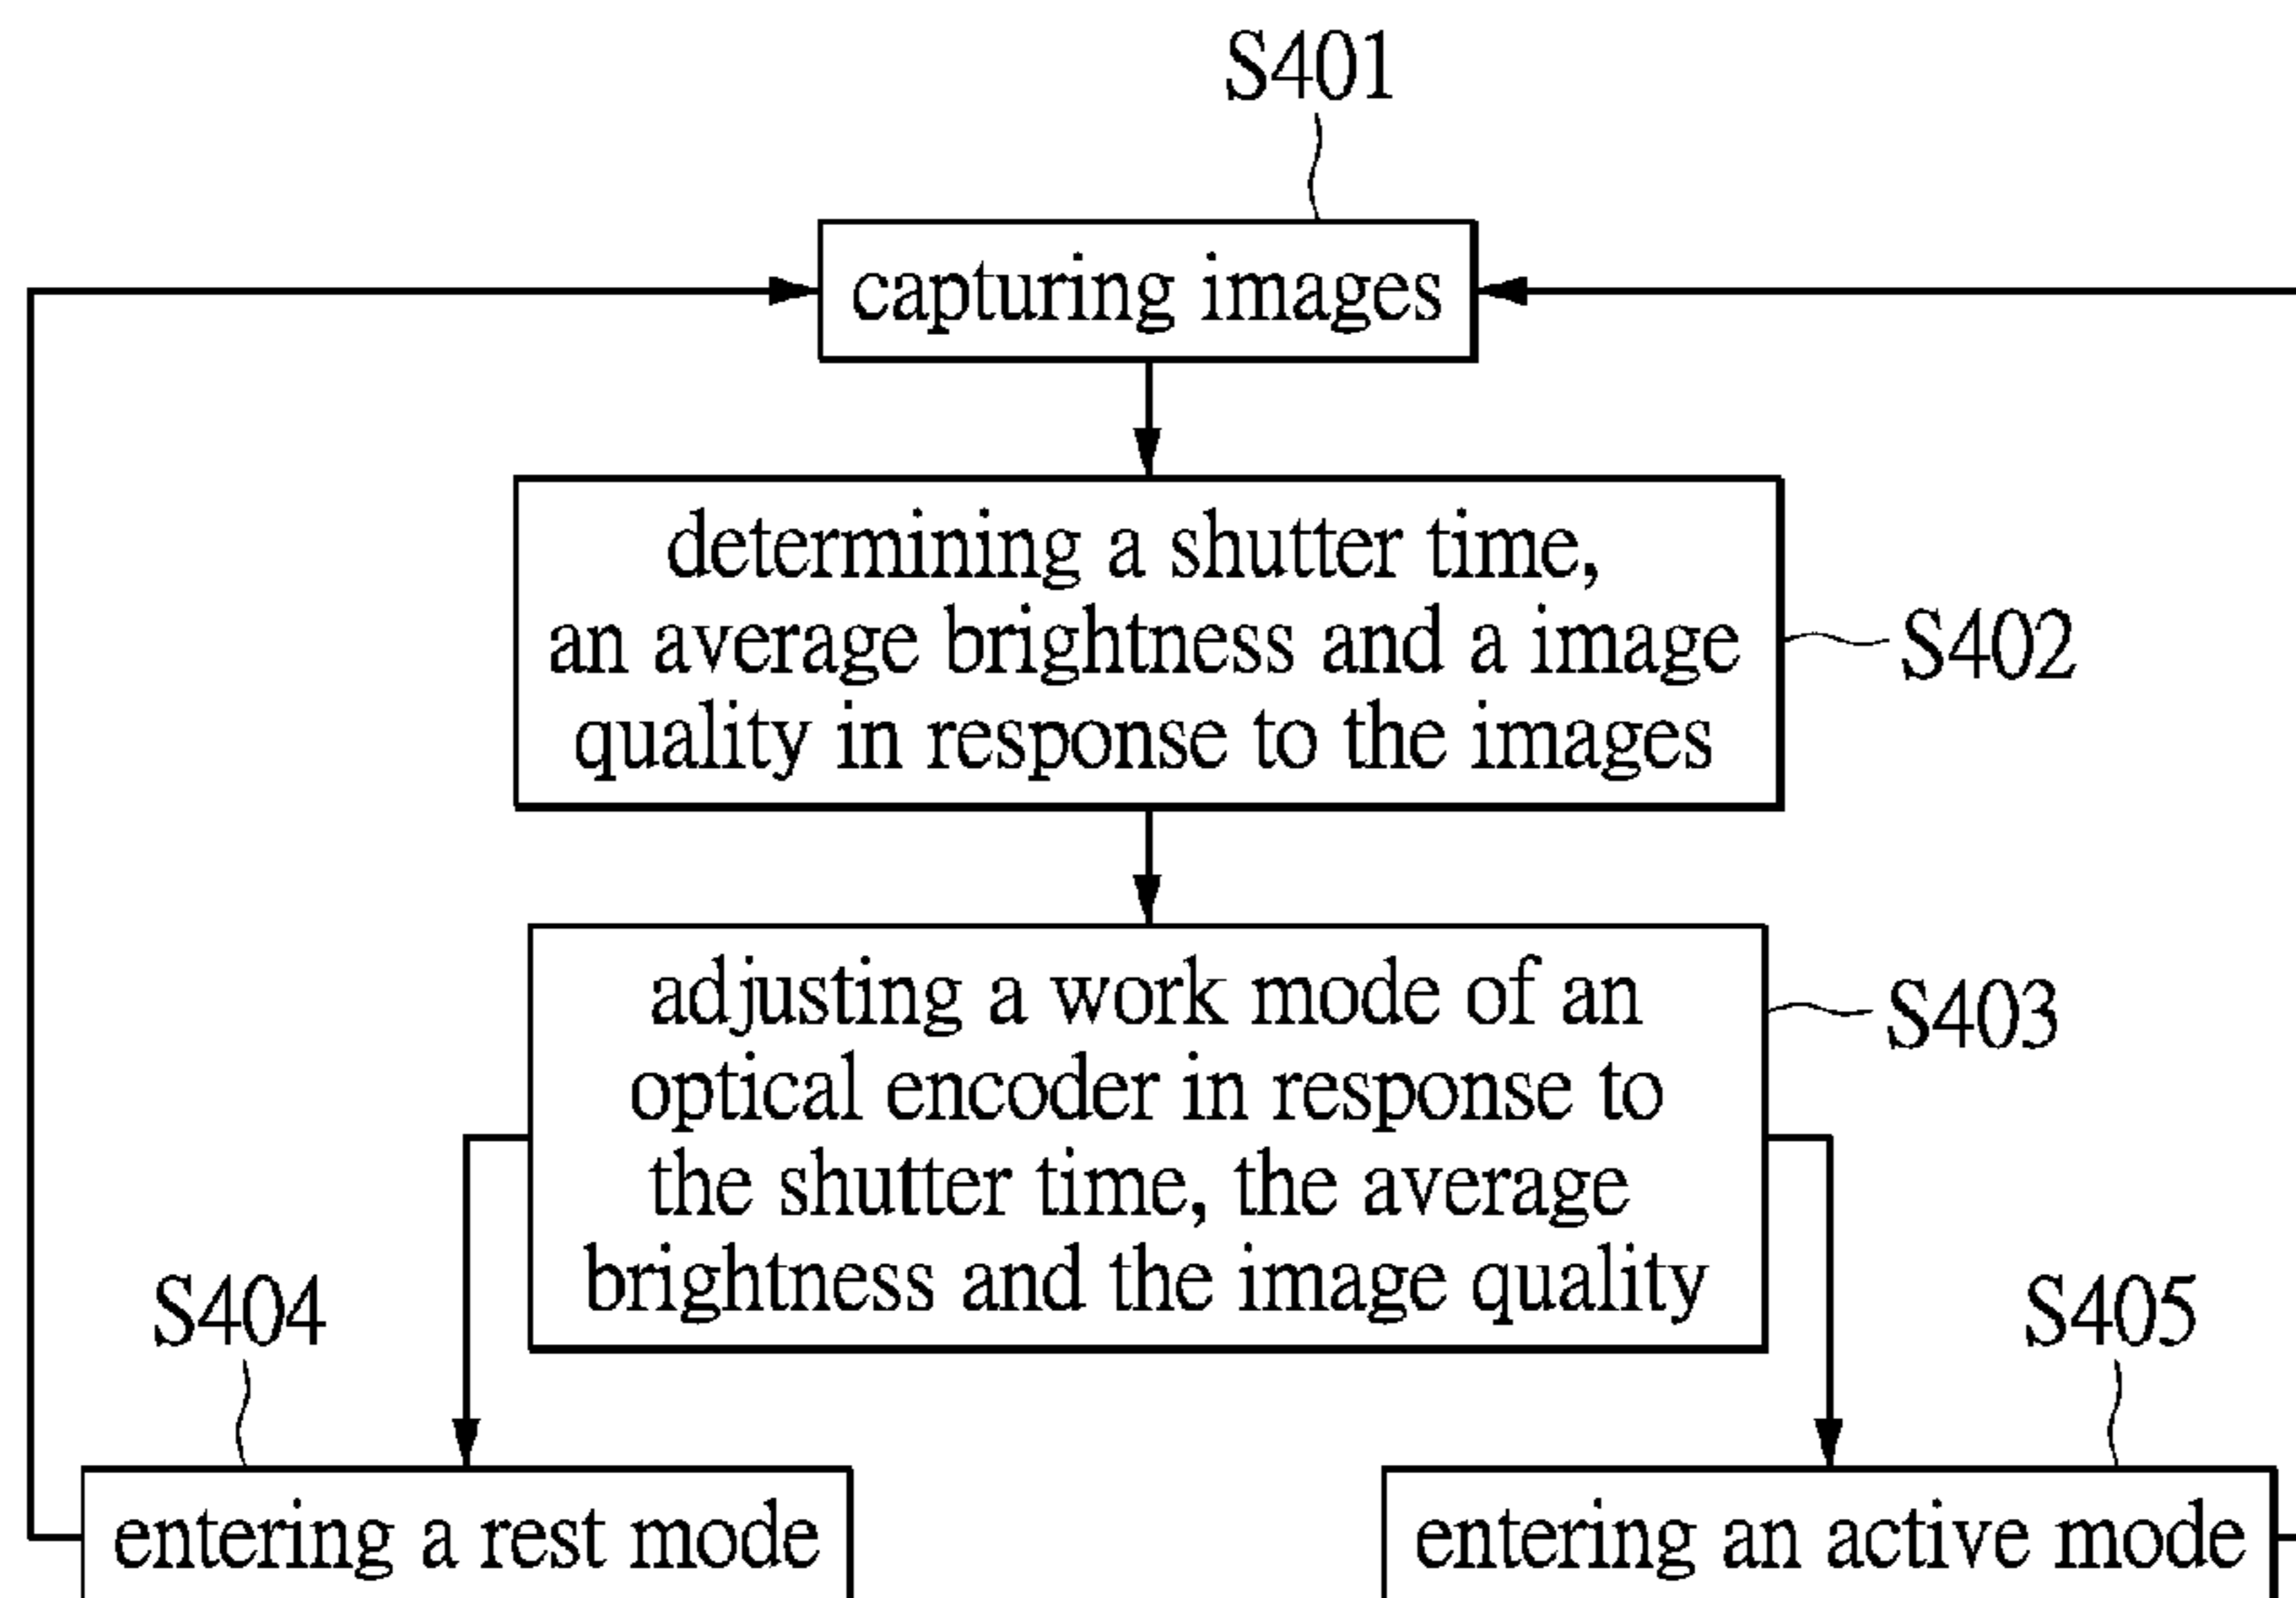 S401
capturing images
determining a shutter time,
an average brightness and a image
quality in response to the images
S402
adjusting a work mode of an
optical encoder in response to
the shutter time, the average
brightness and the image quality
S403
S404
entering a rest mode
S405
entering an active mode